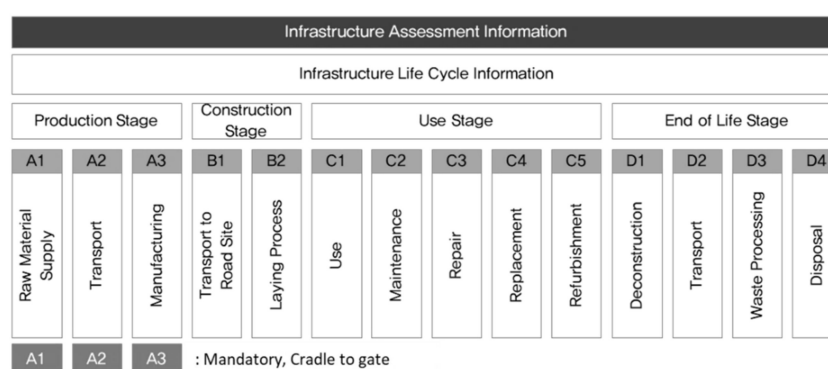 Infrastructure Assessment Information
Infrastructure Life Cycle Information
Production Stage
Construction
Stage
Use Stage
End of Life Stage
A1
A2
A3
B1
B2
C1
C2
C3
C4
C5
D1
D2
D3
D4
Raw Material
Supply
Transport
Manufacturing
Transport to
Road Site
Laying Process
Use
Maintenance
Repair
Replacement
Refurbishment
Deconstruction
Transport
Waste Processing
Disposal
A1 A2 A3 : Mandatory, Cradle to gate